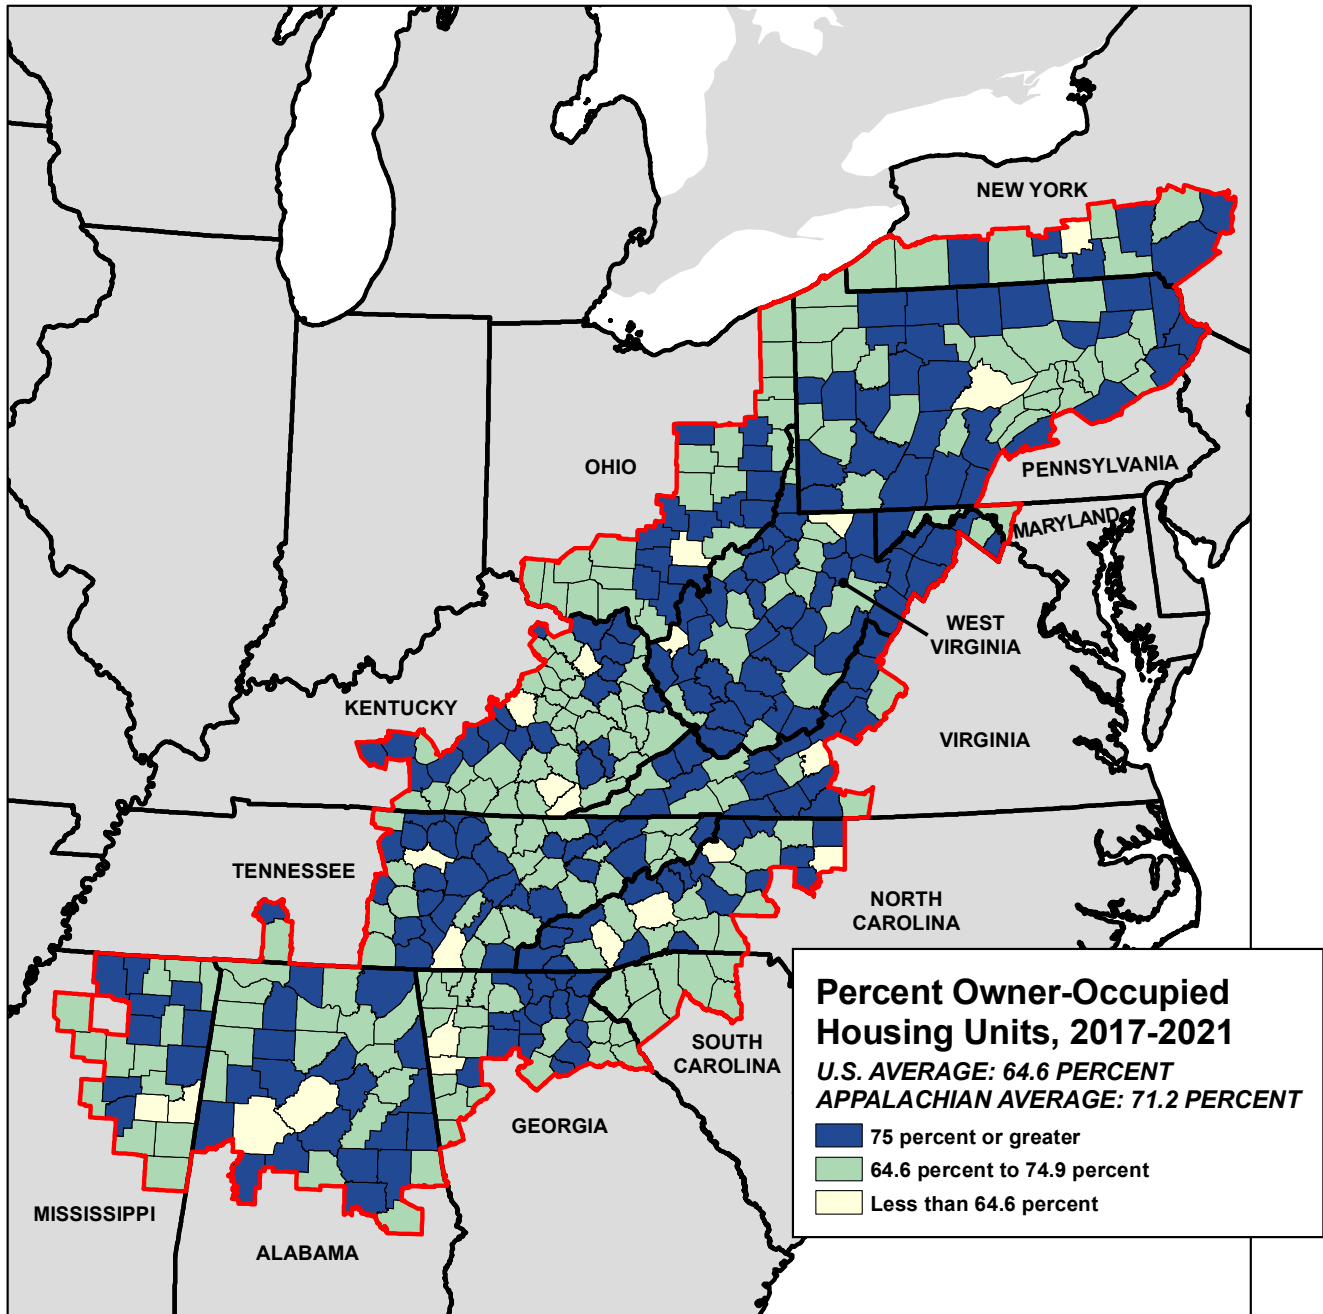 NEW YORK
OHIO
PENNSYLVANIA
MARYLAND
WEST
VIRGINIA
KENTUCKY
VIRGINIA
TENNESSEE
NORTH
CAROLINA
SOUTH
CAROLINA
GEORGIA
MISSISSIPPI
ALABAMA
Percent Owner-Occupied
Housing Units, 2017-2021
U.S. AVERAGE: 64.6 PERCENT
APPALACHIAN AVERAGE: 71.2 PERCENT
75 percent or greater
64.6 percent to 74.9 percent
Less than 64.6 percent